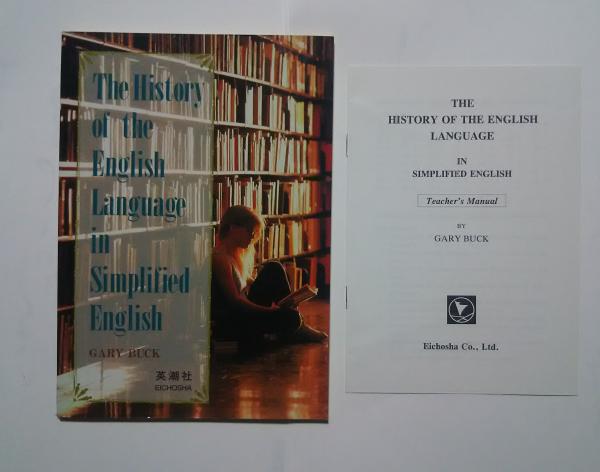 The History
of the
English
Language
in
Simplified
English
GARY BUCK
英潮社
EICHOSHA
THE
HISTORY OF THE ENGLISH
LANGUAGE
IN
SIMPLIFIED ENGLISH
Teacher's Manual
BY
GARY BUCK
Eichosha Co., Ltd.